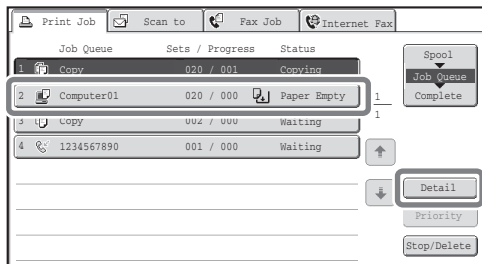 Print Job Scan to Fax Job Internet Fax
Job Queue Sets / Progress Status
1 Copy 020 / 001 Copying
2 Computer01 020 / 000 Paper Empty
3 Copy 002 / 000 Waiting
4 1234567890 001 / 000 Waiting
1
1
Spool
Job Queue
Complete
Detail
Priority
Stop/Delete